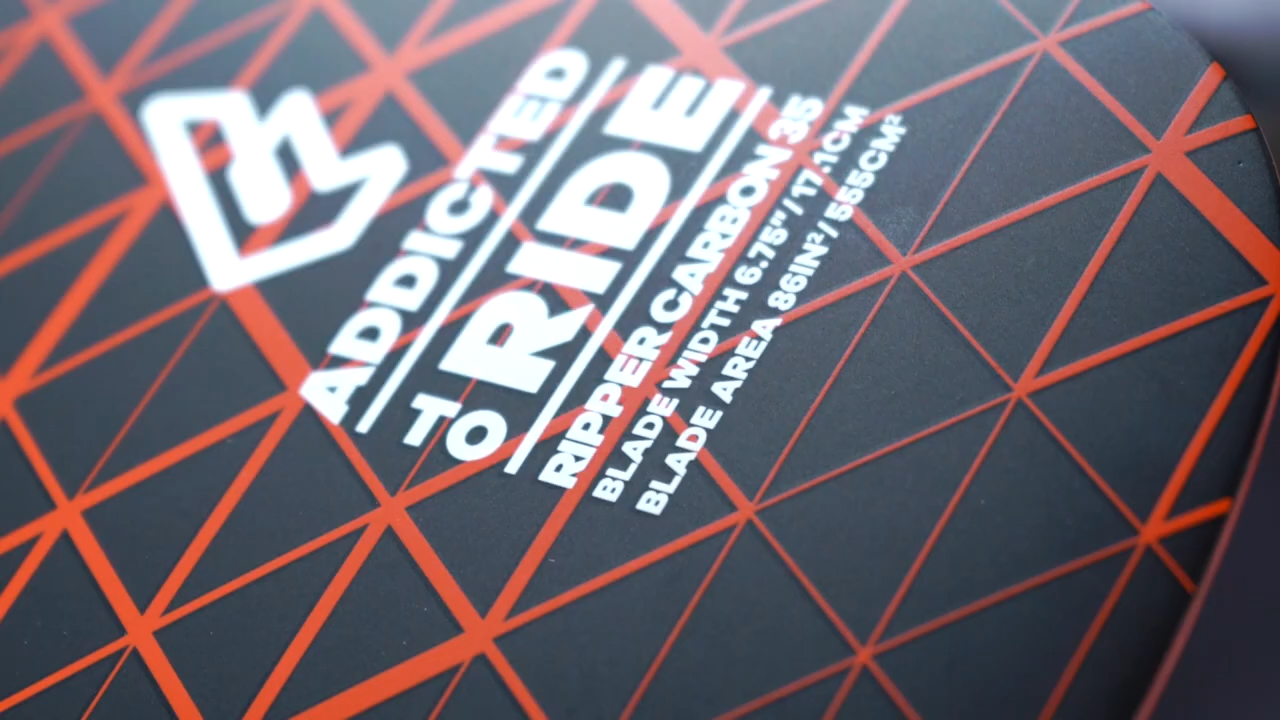 ADDICTED
TO RIDE
RIPPER CARBON 35
BLADE WIDTH 6.75" / 17.1CM
BLADE AREA 86IN² / 555CM²